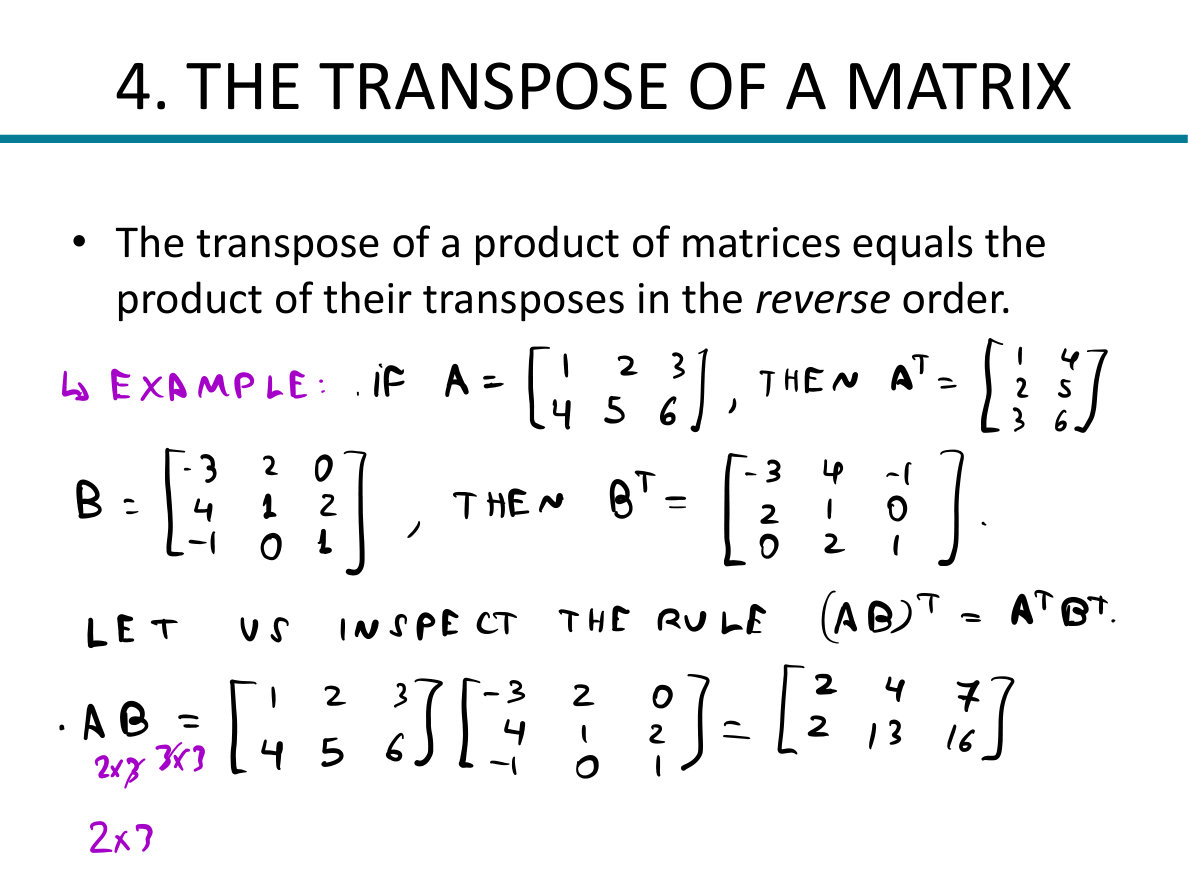 4. THE TRANSPOSE OF A MATRIX
• The transpose of a product of matrices equals the
product of their transposes in the reverse order.
↳ EXAMPLE: . IF A = [1 2 3; 4 5 6], THEN Aᵀ = [1 4; 2 5; 3 6]
B = [-3 2 0; 4 1 2; -1 0 1], THEN Bᵀ = [-3 4 -1; 2 1 0; 0 2 1].
LET US INSPECT THE RULE (AB)ᵀ = AᵀBᵀ.
. AB = [1 2 3; 4 5 6] [-3 2 0; 4 1 2; -1 0 1] = [2 4 7; 2 13 16]
2x3 3x3
2x3